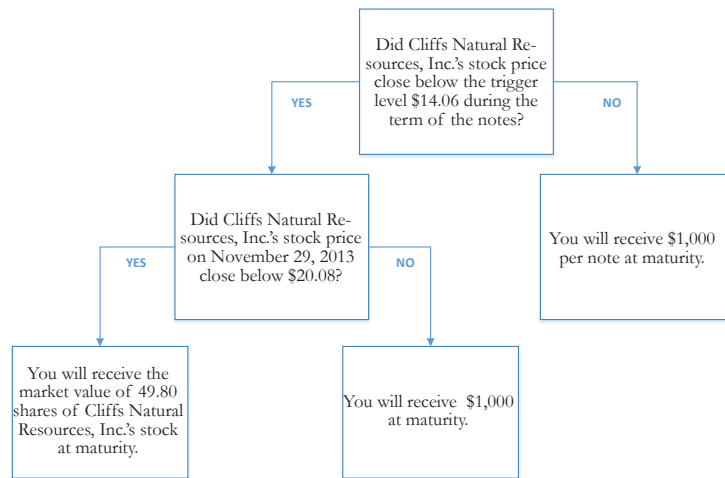 Did Cliffs Natural Re-
sources, Inc.'s stock price
close below the trigger
level $14.06 during the
term of the notes?
YES
NO
Did Cliffs Natural Re-
sources, Inc.'s stock price
on November 29, 2013
close below $20.08?
You will receive $1,000
per note at maturity.
YES
NO
You will receive the
market value of 49.80
shares of Cliffs Natural
Resources, Inc.'s stock
at maturity.
You will receive $1,000
at maturity.